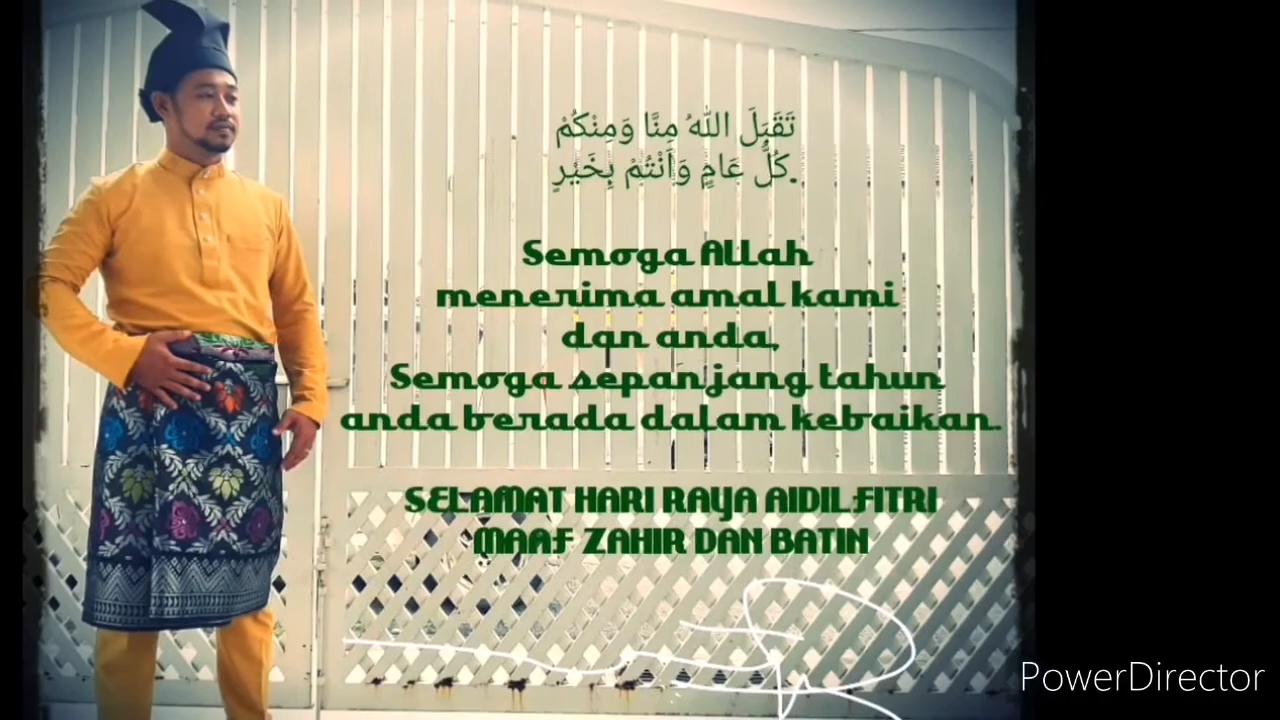 تَقَبَلَ اللهُ مِنَّا وَمِنْكُمْ
كُلُّ عَامٍ وَأَنْتُمْ بِخَيْرٍ.
Semoga Allah
menerima amal kami
dan anda,
Semoga sepanjang tahun
anda berada dalam kebaikan.
SELAMAT HARI RAYA AIDILFITRI
MAAF ZAHIR DAN BATIN
PowerDirector